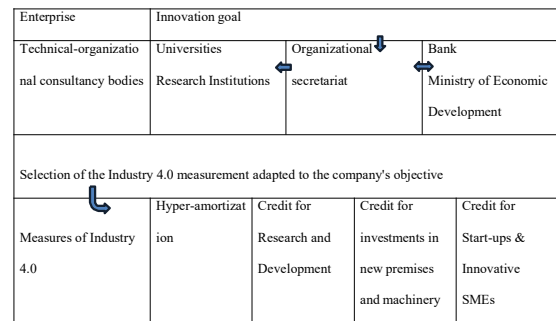 Enterprise
Innovation goal
Technical-organizatio
nal consultancy bodies
Universities
Research Institutions
Organizational
secretariat
Bank
Ministry of Economic
Development
Selection of the Industry 4.0 measurement adapted to the company's objective
Measures of Industry
4.0
Hyper-amortizat
ion
Credit for
Research and
Development
Credit for
investments in
new premises
and machinery
Credit for
Start-ups &
Innovative
SMEs